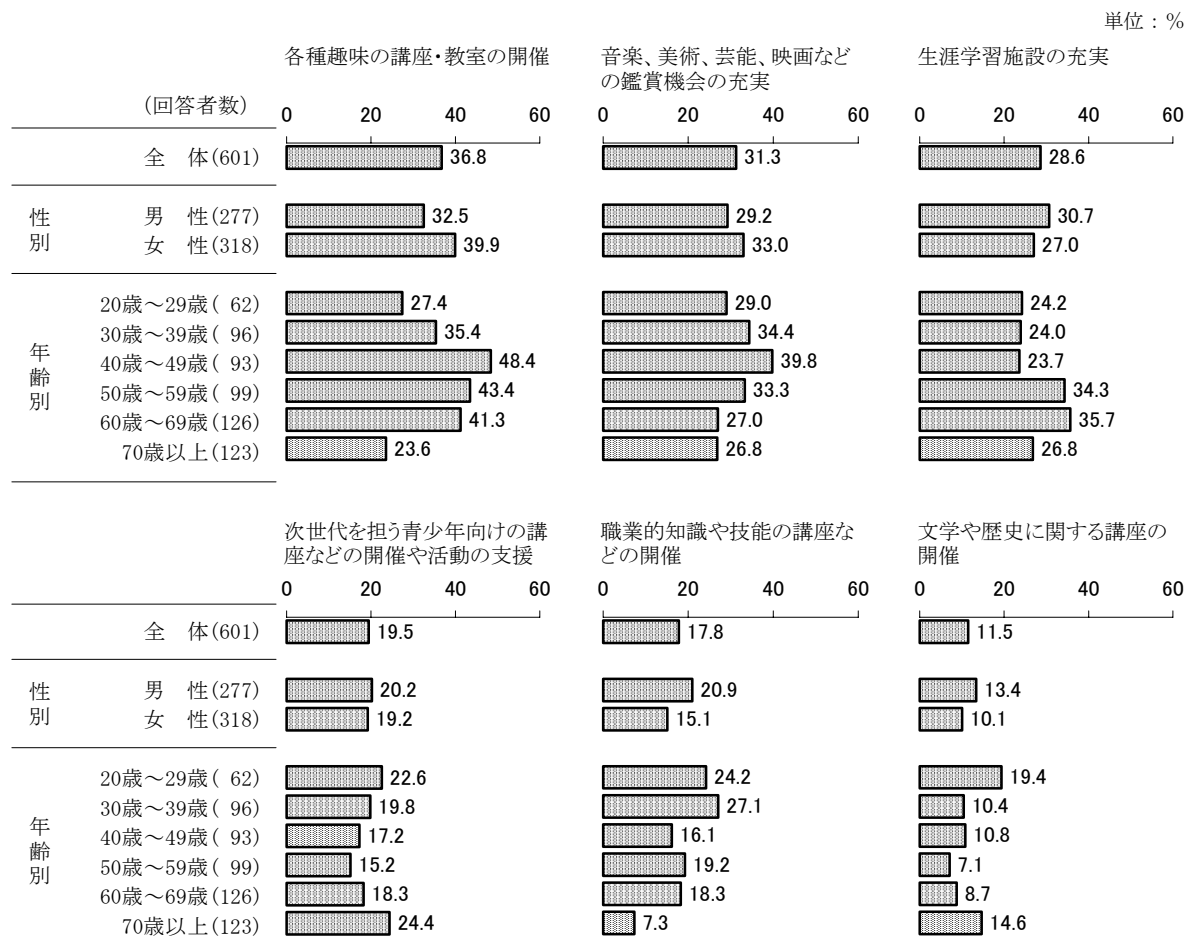 単位：％
各種趣味の講座・教室の開催
音楽、美術、芸能、映画など
の鑑賞機会の充実
生涯学習施設の充実
(回答者数)
0 20 40 60
0 20 40 60
0 20 40 60
全 体(601) 36.8 31.3 28.6
性別
男 性(277) 32.5 29.2 30.7
女 性(318) 39.9 33.0 27.0
年齢別
20歳～29歳( 62) 27.4 29.0 24.2
30歳～39歳( 96) 35.4 34.4 24.0
40歳～49歳( 93) 48.4 39.8 23.7
50歳～59歳( 99) 43.4 33.3 34.3
60歳～69歳(126) 41.3 27.0 35.7
70歳以上(123) 23.6 26.8 26.8
次世代を担う青少年向けの講
座などの開催や活動の支援
職業的知識や技能の講座な
どの開催
文学や歴史に関する講座の
開催
0 20 40 60
0 20 40 60
0 20 40 60
全 体(601) 19.5 17.8 11.5
性別
男 性(277) 20.2 20.9 13.4
女 性(318) 19.2 15.1 10.1
年齢別
20歳～29歳( 62) 22.6 24.2 19.4
30歳～39歳( 96) 19.8 27.1 10.4
40歳～49歳( 93) 17.2 16.1 10.8
50歳～59歳( 99) 15.2 19.2 7.1
60歳～69歳(126) 18.3 18.3 8.7
70歳以上(123) 24.4 7.3 14.6